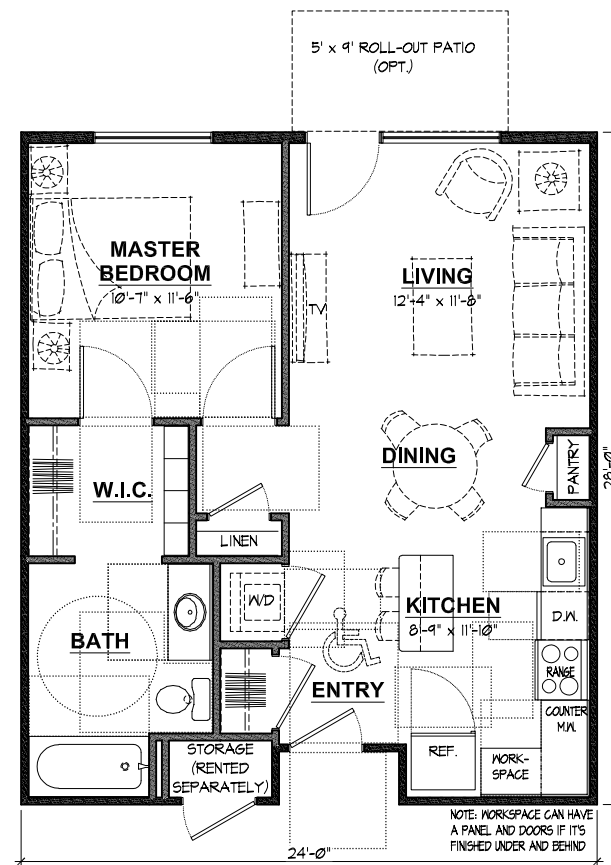 5' x 9' ROLL-OUT PATIO
(OPT.)
MASTER
BEDROOM
10'-7" x 11'-6"
LIVING
12'-4" x 11'-8"
TV
DINING
PANTRY
28'-0"
W.I.C.
LINEN
W/D
KITCHEN
8'-9" x 11'-10"
D.W.
BATH
RANGE
ENTRY
COUNTER
M.W.
STORAGE
(RENTED
SEPARATELY)
REF.
WORK-
SPACE
NOTE: WORKSPACE CAN HAVE
A PANEL AND DOORS IF IT'S
FINISHED UNDER AND BEHIND
24'-0"